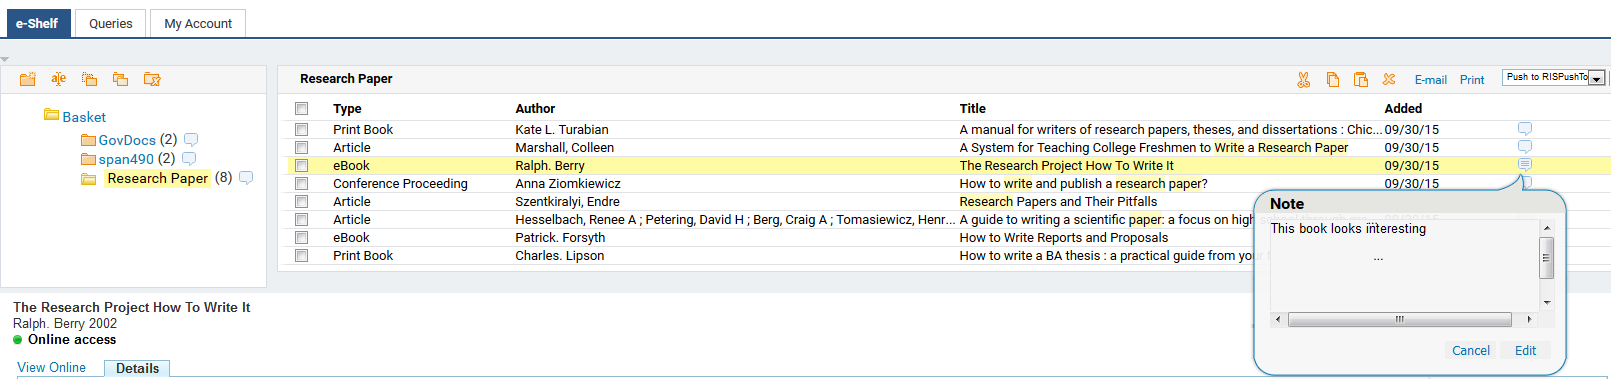 e-Shelf Queries My Account
Research Paper E-mail Print Push to RISPushTo
Type Author Title Added
Basket
GovDocs (2)
span490 (2)
Research Paper (8)
Print Book Kate L. Turabian A manual for writers of research papers, theses, and dissertations : Chic... 09/30/15
Article Marshall, Colleen A System for Teaching College Freshmen to Write a Research Paper 09/30/15
eBook Ralph. Berry The Research Project How To Write It 09/30/15
Conference Proceeding Anna Ziomkiewicz How to write and publish a research paper? 09/30/15
Article Szentkiralyi, Endre Research Papers and Their Pitfalls
Article Hesselbach, Renee A ; Petering, David H ; Berg, Craig A ; Tomasiewicz, Henr... A guide to writing a scientific paper: a focus on high
eBook Patrick. Forsyth How to Write Reports and Proposals
Print Book Charles. Lipson How to write a BA thesis : a practical guide from your
Note
This book looks interesting
...
Cancel Edit
The Research Project How To Write It
Ralph. Berry 2002
Online access
View Online Details